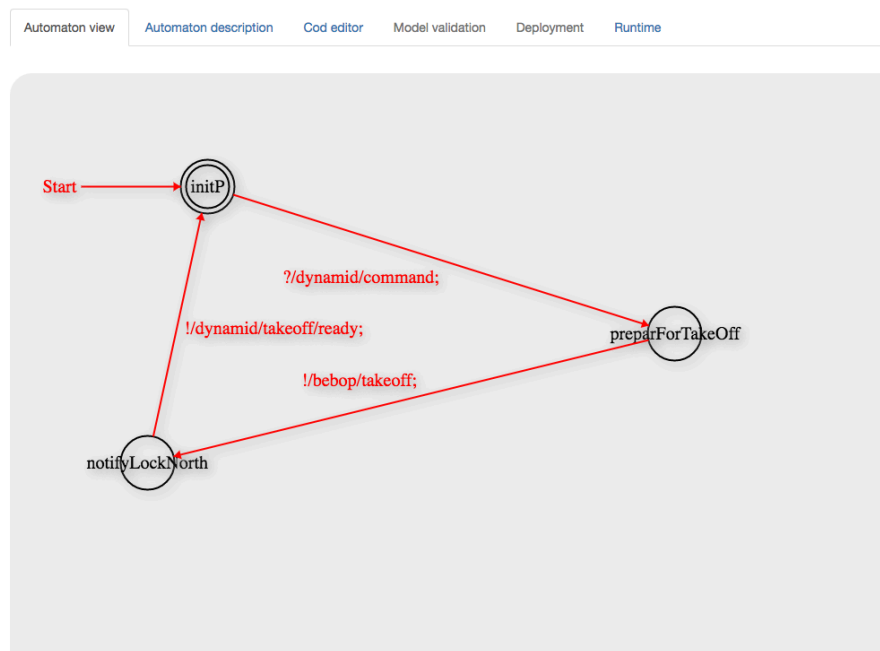 Automaton view Automaton description Cod editor Model validation Deployment Runtime
Start
initP
?/dynamid/command;
!/dynamid/takeoff/ready;
preparForTakeOff
!/bebop/takeoff;
notifyLockNorth